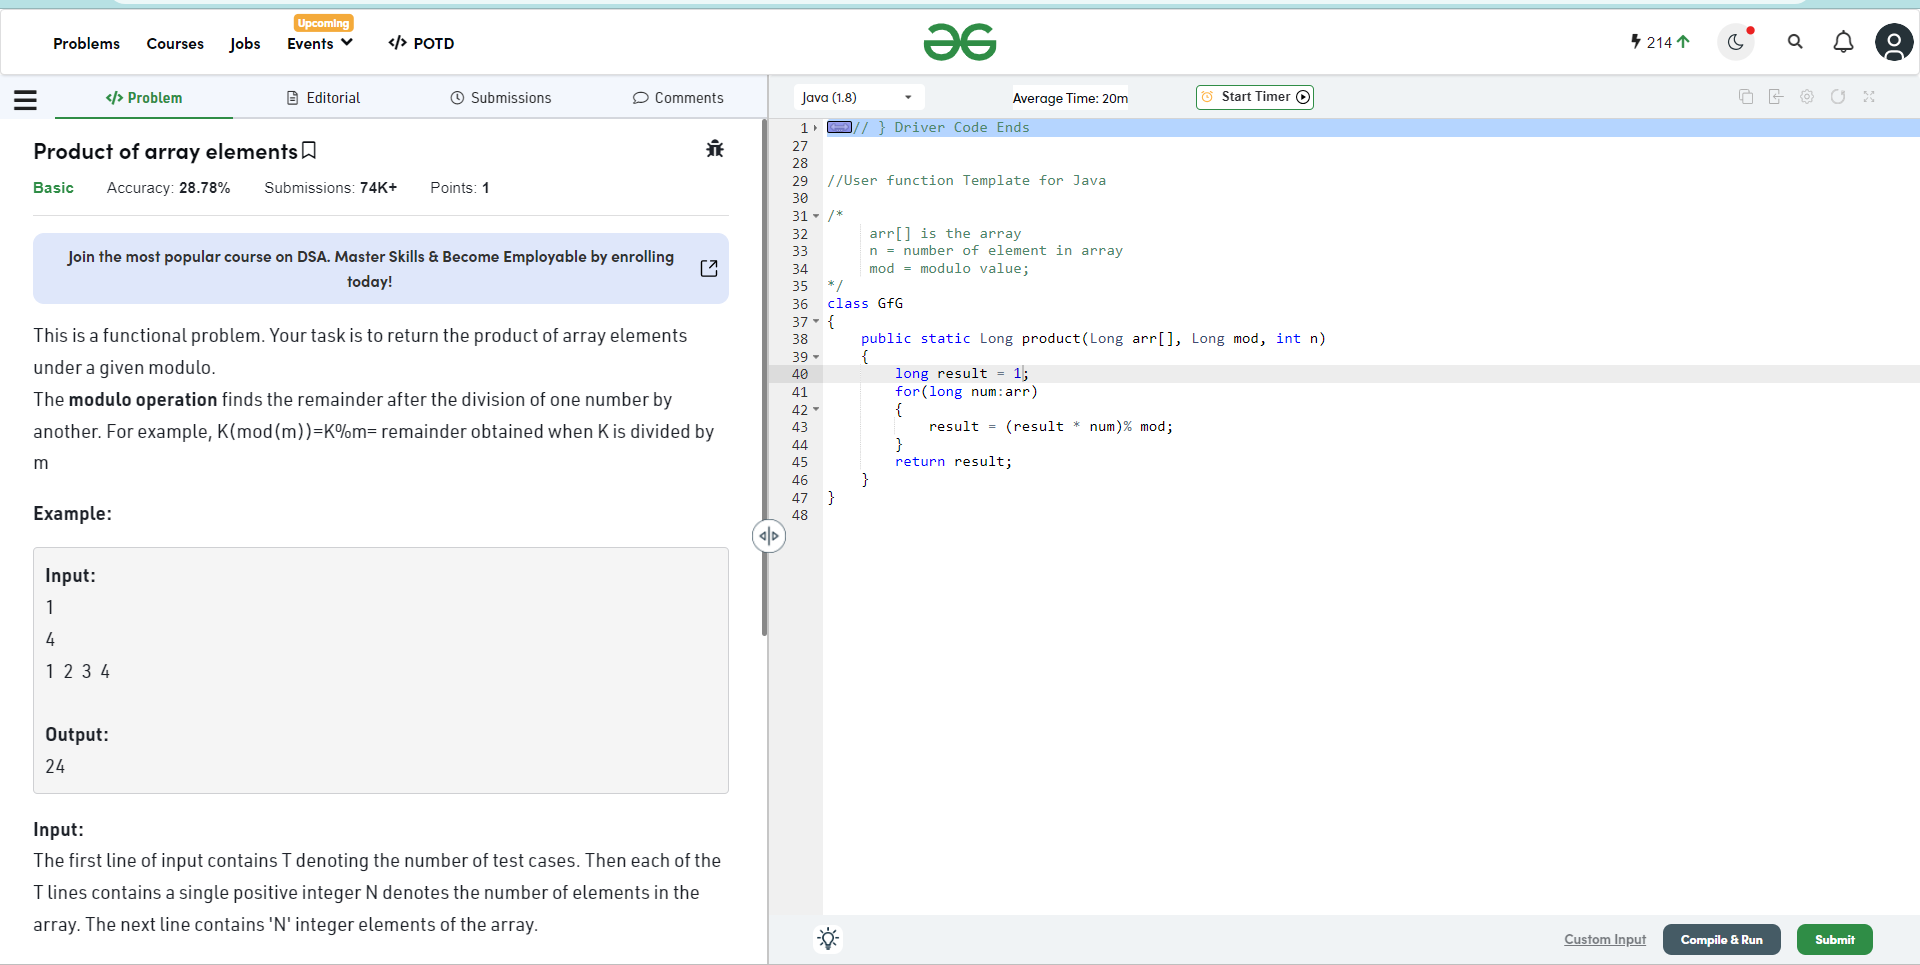 Problems Courses Jobs Events Upcoming </> POTD 214
</> Problem Editorial Submissions Comments
Product of array elements
Basic Accuracy: 28.78% Submissions: 74K+ Points: 1
Join the most popular course on DSA. Master Skills & Become Employable by enrolling
today!
This is a functional problem. Your task is to return the product of array elements
under a given modulo.
The modulo operation finds the remainder after the division of one number by
another. For example, K(mod(m))=K%m= remainder obtained when K is divided by
m
Example:
Input:
1
4
1 2 3 4
Output:
24
Input:
The first line of input contains T denoting the number of test cases. Then each of the
T lines contains a single positive integer N denotes the number of elements in the
array. The next line contains 'N' integer elements of the array.
Java (1.8) Average Time: 20m Start Timer
1 // } Driver Code Ends
27
28
29 //User function Template for Java
30
31 /*
32 arr[] is the array
33 n = number of element in array
34 mod = modulo value;
35 */
36 class GfG
37 {
38 public static Long product(Long arr[], Long mod, int n)
39 {
40 long result = 1;
41 for(long num:arr)
42 {
43 result = (result * num)% mod;
44 }
45 return result;
46 }
47 }
48
Custom Input Compile & Run Submit